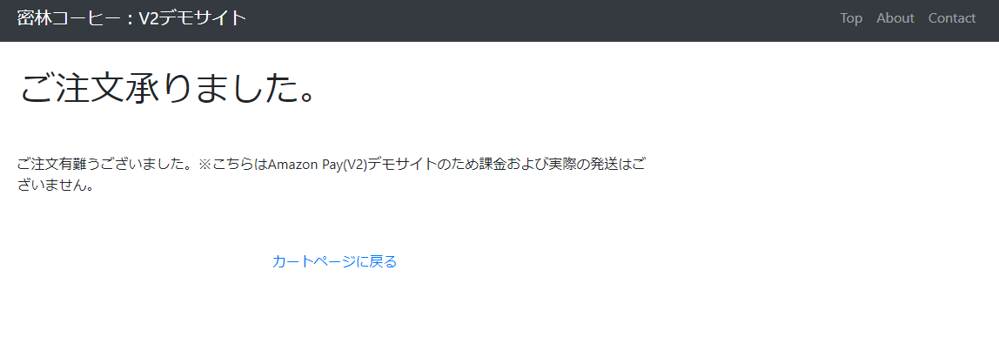 密林コーヒー：V2デモサイト
Top About Contact
ご注文承りました。
ご注文有難うございました。※こちらはAmazon Pay(V2)デモサイトのため課金および実際の発送はご
ざいません。
カートページに戻る